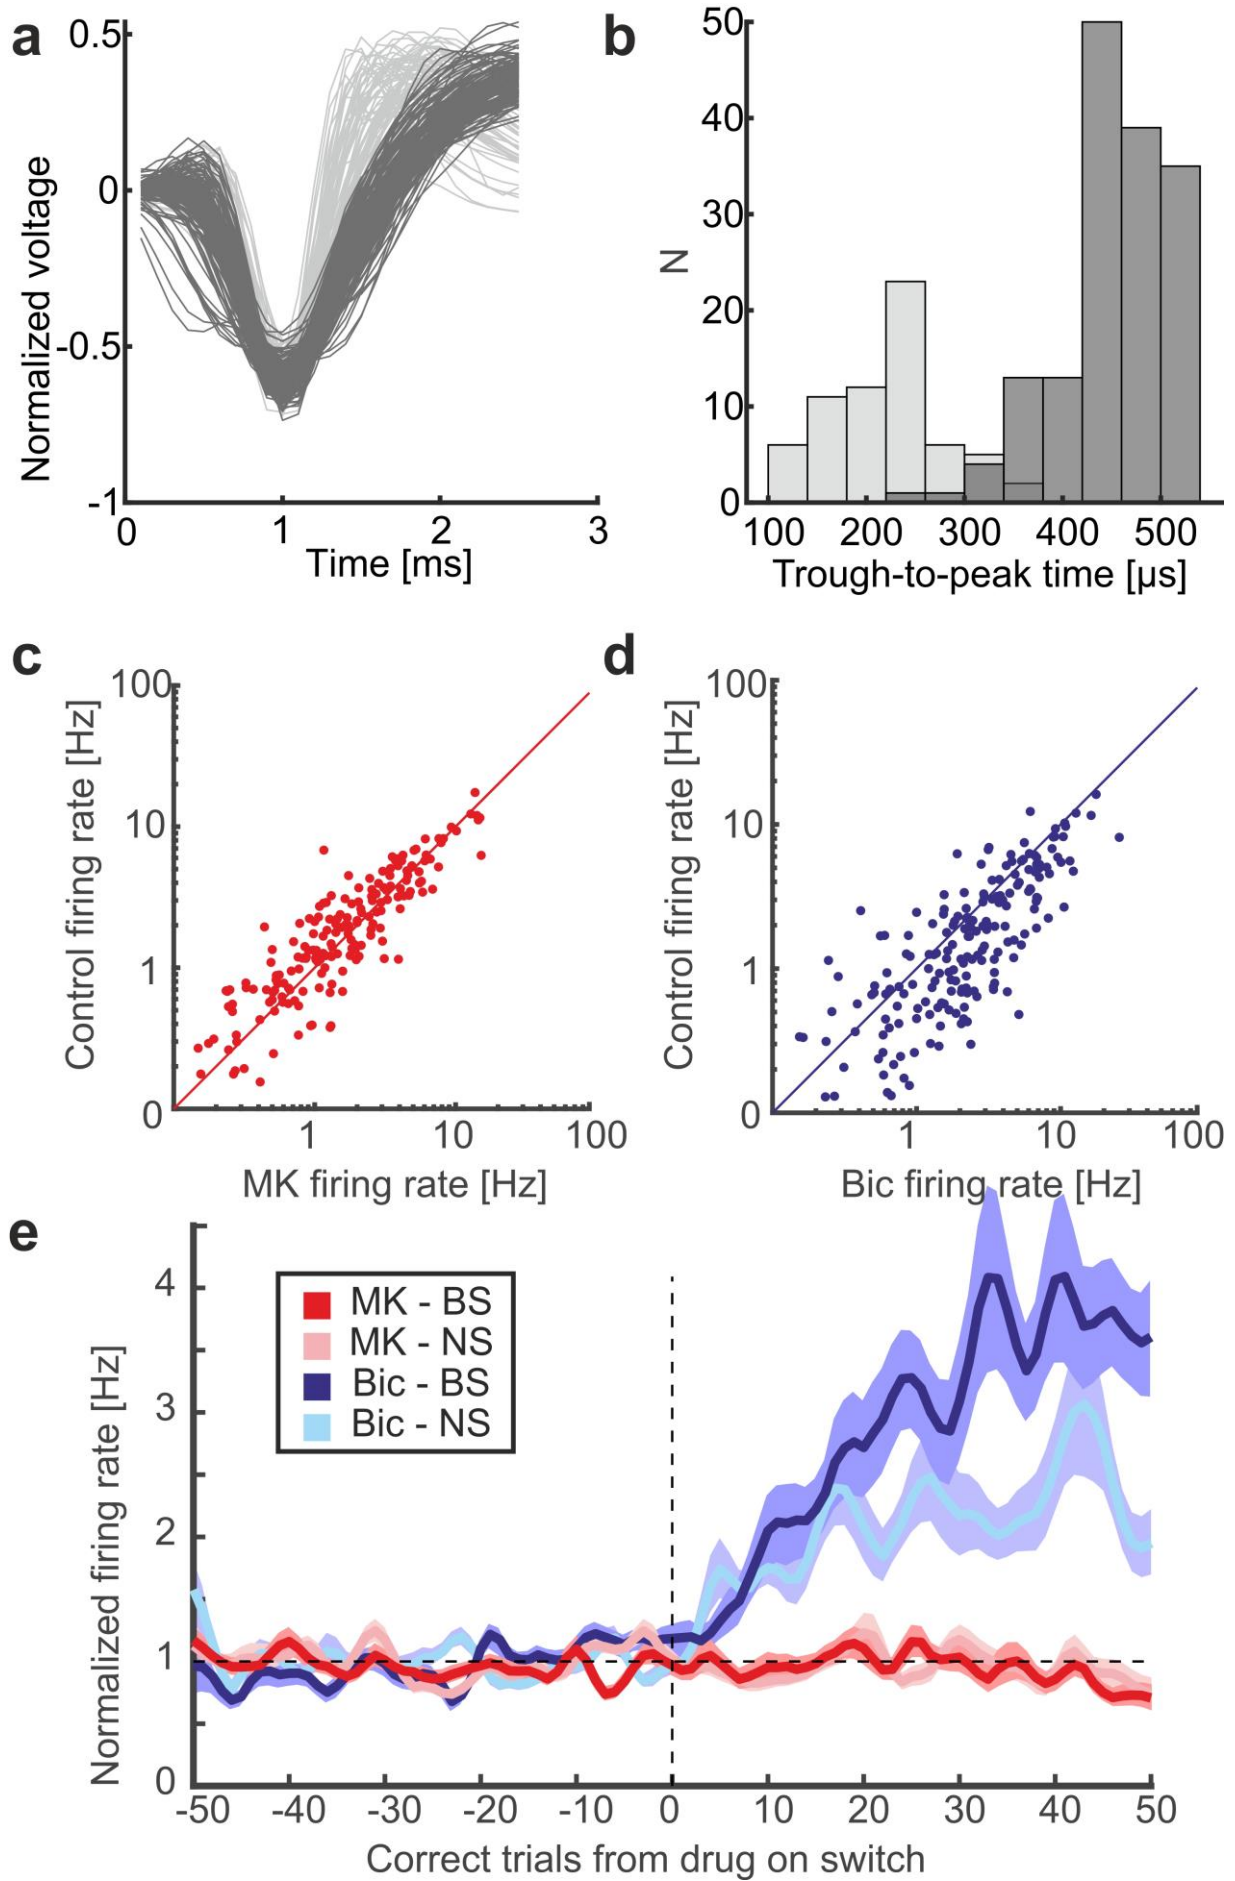 a
0.5
0
-0.5
-1
Normalized voltage
0 1 2 3
Time [ms]
b
50
40
30
20
10
0
N
100 200 300 400 500
Trough-to-peak time [µs]
c
100
10
1
0
Control firing rate [Hz]
1 10 100
MK firing rate [Hz]
d
100
10
1
0
Control firing rate [Hz]
1 10 100
Bic firing rate [Hz]
e
4
3
2
1
0
Normalized firing rate [Hz]
MK - BS
MK - NS
Bic - BS
Bic - NS
-50 -40 -30 -20 -10 0 10 20 30 40 50
Correct trials from drug on switch